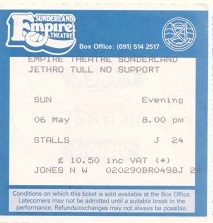 SUNDERLAND
Empire
THEATRE
Box Office: (091) 514 2517
EMPIRE THEATRE SUNDERLAND
JETHRO TULL NO SUPPORT
SUN Evening
06 May 8.00 pm
STALLS J 24
£ 10.50 inc VAT (*)
JONES N W 020290BR0498J 2
Conditions on which this ticket is sold available at the Box Office.
Latecomers may not be admitted until a suitable break in the
performance. Refunds/exchanges not always be possible.